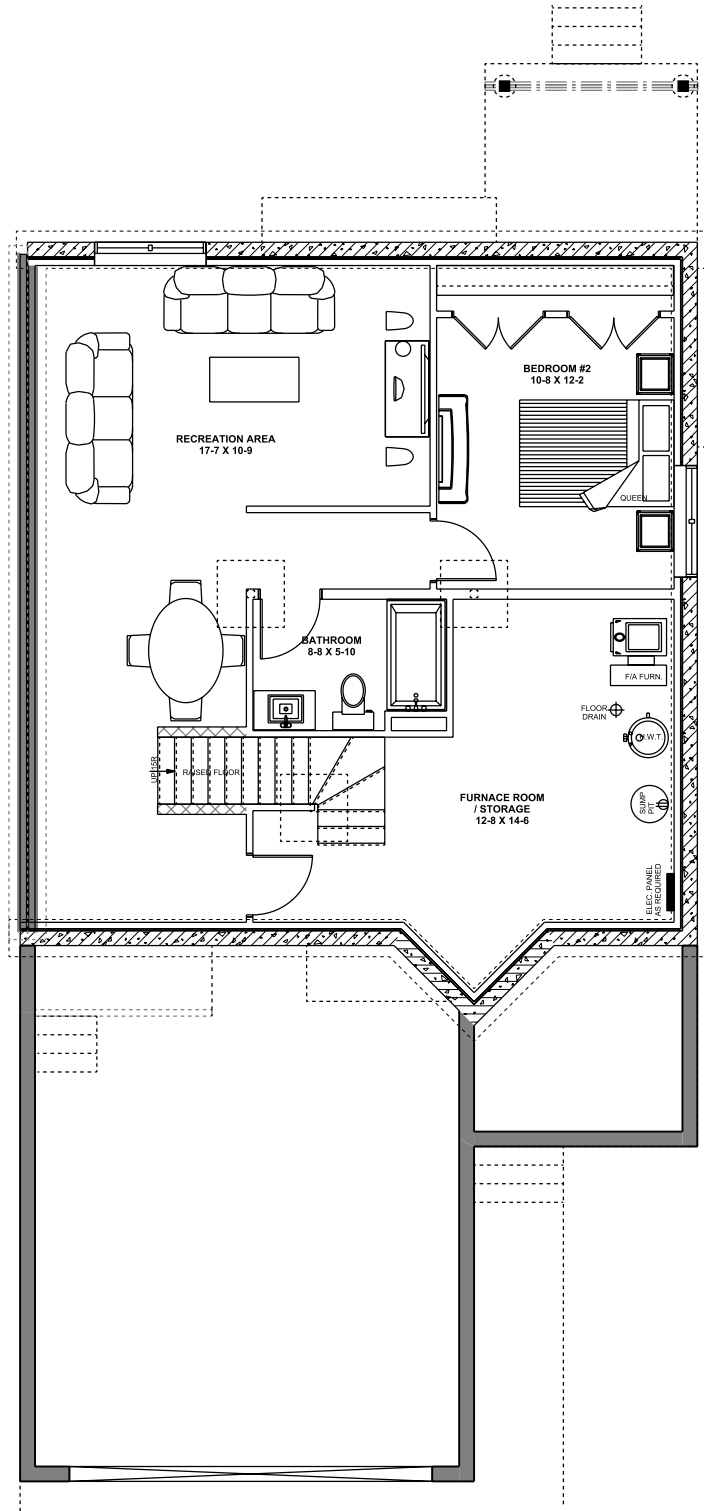 BEDROOM #2
10-8 X 12-2
RECREATION AREA
17-7 X 10-9
QUEEN
BATHROOM
8-8 X 5-10
F/A FURN.
FLOOR
DRAIN
H.W.T.
UP 15R
RAISED FLOOR
FURNACE ROOM
/ STORAGE
12-8 X 14-6
SUMP
PIT
ELEC. PANEL
AS REQUIRED